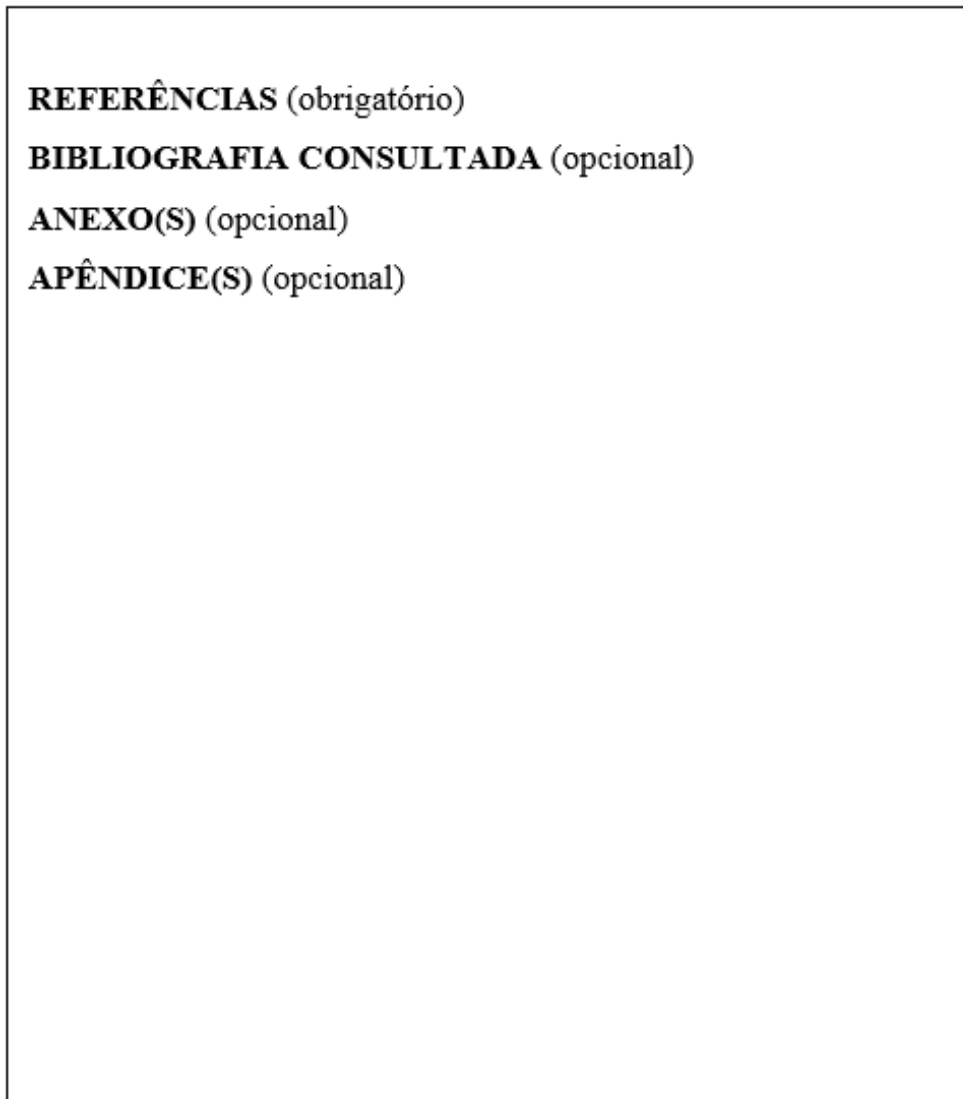 REFERÊNCIAS (obrigatório)
BIBLIOGRAFIA CONSULTADA (opcional)
ANEXO(S) (opcional)
APÊNDICE(S) (opcional)